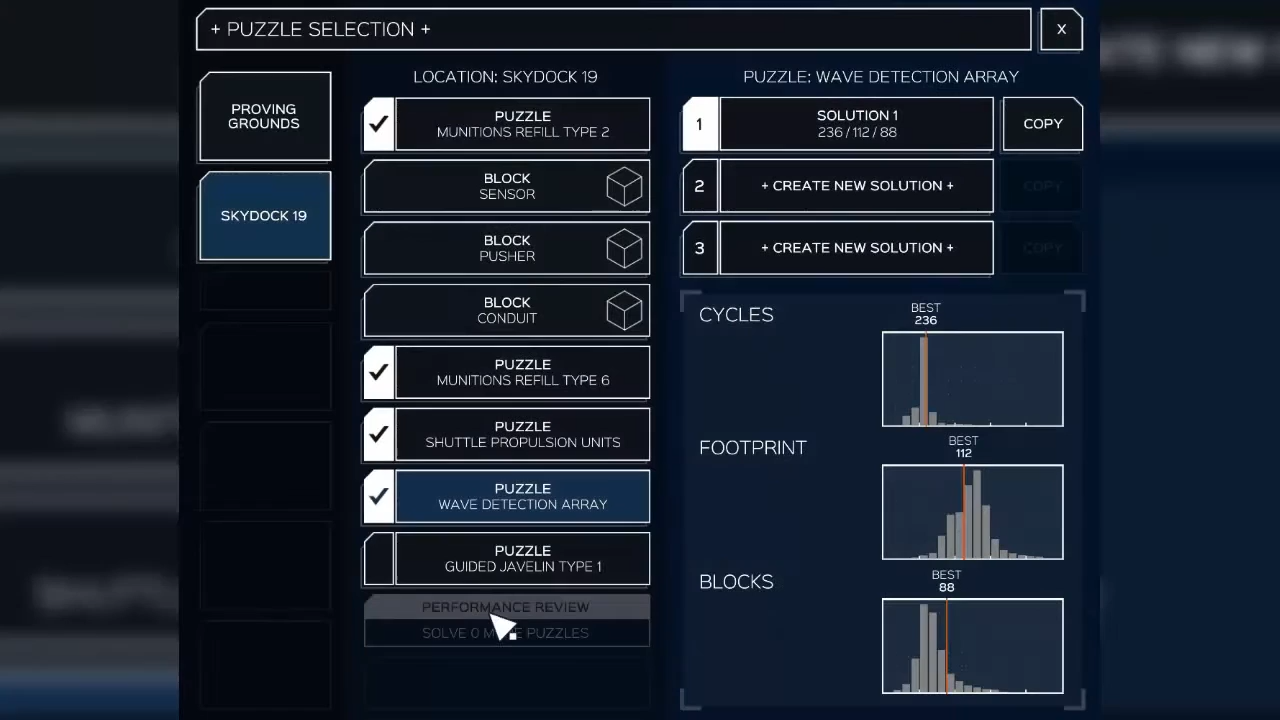 + PUZZLE SELECTION +
X
PROVING
GROUNDS
SKYDOCK 19
LOCATION: SKYDOCK 19
PUZZLE
MUNITIONS REFILL TYPE 2
BLOCK
SENSOR
BLOCK
PUSHER
BLOCK
CONDUIT
PUZZLE
MUNITIONS REFILL TYPE 6
PUZZLE
SHUTTLE PROPULSION UNITS
PUZZLE
WAVE DETECTION ARRAY
PUZZLE
GUIDED JAVELIN TYPE 1
PERFORMANCE REVIEW
SOLVE 0 PUZZLES
PUZZLE: WAVE DETECTION ARRAY
1
SOLUTION 1
236 / 112 / 88
COPY
2
+ CREATE NEW SOLUTION +
COPY
3
+ CREATE NEW SOLUTION +
COPY
CYCLES
BEST
236
FOOTPRINT
BEST
112
BLOCKS
BEST
88